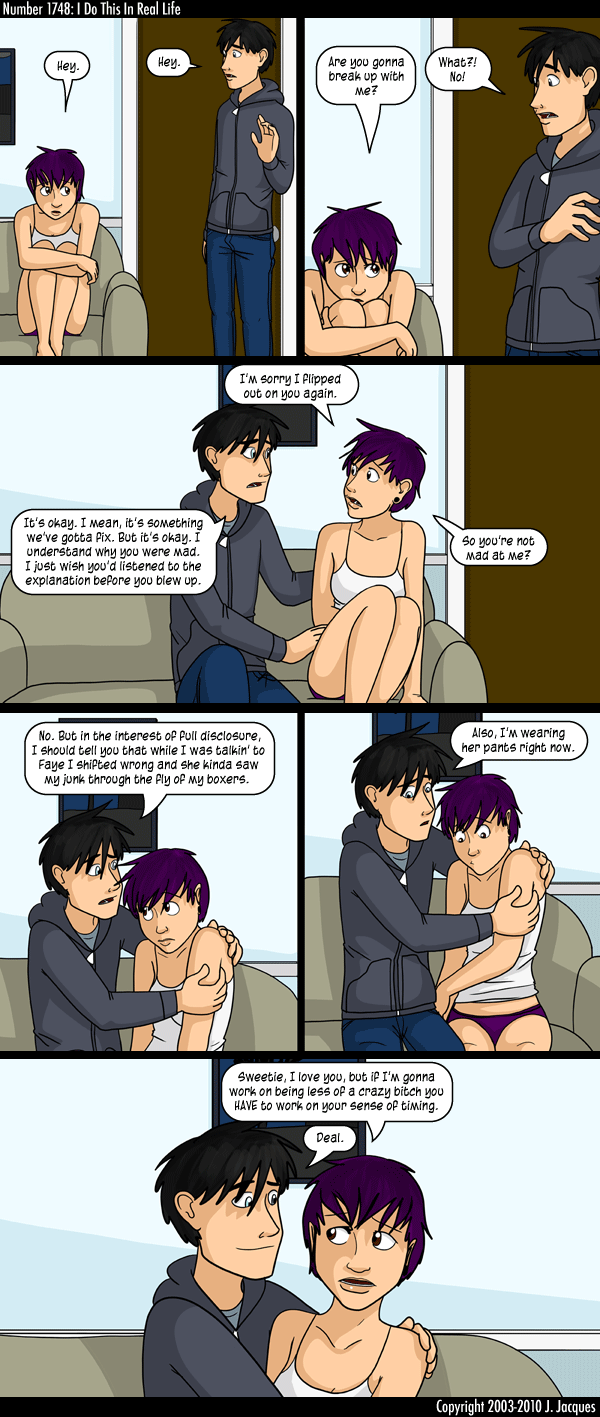 Number 1748: I Do This In Real Life
Hey.
Hey.
Are you gonna
break up with
me?
What?!
No!
I'm sorry I flipped
out on you again.
It's okay. I mean, it's something
we've gotta fix. But it's okay. I
understand why you were mad.
I just wish you'd listened to the
explanation before you blew up.
So you're not
mad at me?
No. But in the interest of full disclosure,
I should tell you that while I was talkin' to
Faye I shifted wrong and she kinda saw
my junk through the fly of my boxers.
Also, I'm wearing
her pants right now.
Sweetie, I love you, but if I'm gonna
work on being less of a crazy bitch you
HAVE to work on your sense of timing.
Deal.
Copyright 2003-2010 J. Jacques